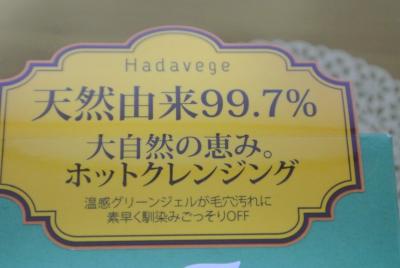 Hadavege
天然由来99.7%
大自然の恵み。
ホットクレンジング
温感グリーンジェルが毛穴汚れに
素早く馴染みごっそりOFF